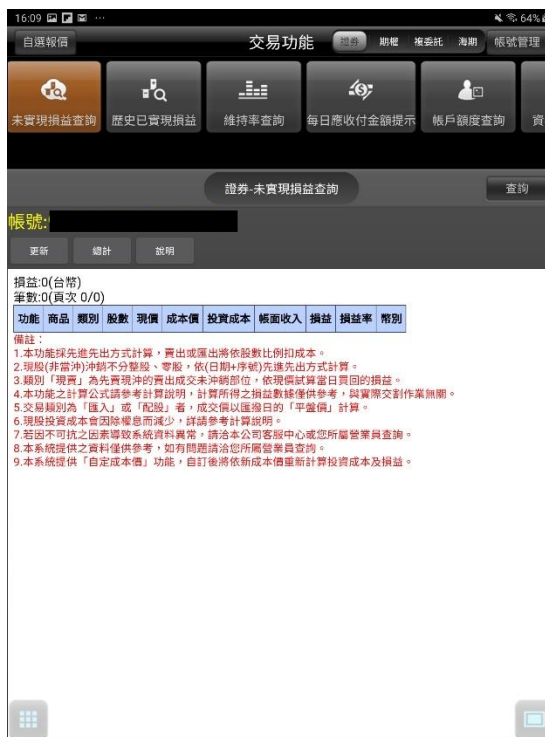 16:09 64%
自選報價 交易功能 證券 期權 複委託 海期 帳號管理
未實現損益查詢 歷史已實現損益 維持率查詢 每日應收付金額提示 帳戶額度查詢 資
證券-未實現損益查詢 查詢
帳號:
更新 總計 說明
損益:0(台幣)
筆數:0(頁次 0/0)
功能 商品 類別 股數 現價 成本價 投資成本 帳面收入 損益 損益率 幣別
備註：
1.本功能採先進先出方式計算，賣出或匯出將依股數比例扣成本。
2.現股(非當沖)沖銷不分整股、零股，依(日期+序號)先進先出方式計算。
3.類別「現賣」為先賣現沖的賣出成交未沖銷部位，依現價試算當日買回的損益。
4.本功能之計算公式請參考計算說明，計算所得之損益數據僅供參考，與實際交割作業無關。
5.交易類別為「匯入」或「配股」者，成交價以匯撥日的「平盤價」計算。
6.現股投資成本會因除權息而減少，詳請參考計算說明。
7.若因不可抗之因素導致系統資料異常，請洽本公司客服中心或您所屬營業員查詢。
8.本系統提供之資料僅供參考，如有問題請洽您所屬營業員查詢。
9.本系統提供「自定成本價」功能，自訂後將依新成本價重新計算投資成本及損益。